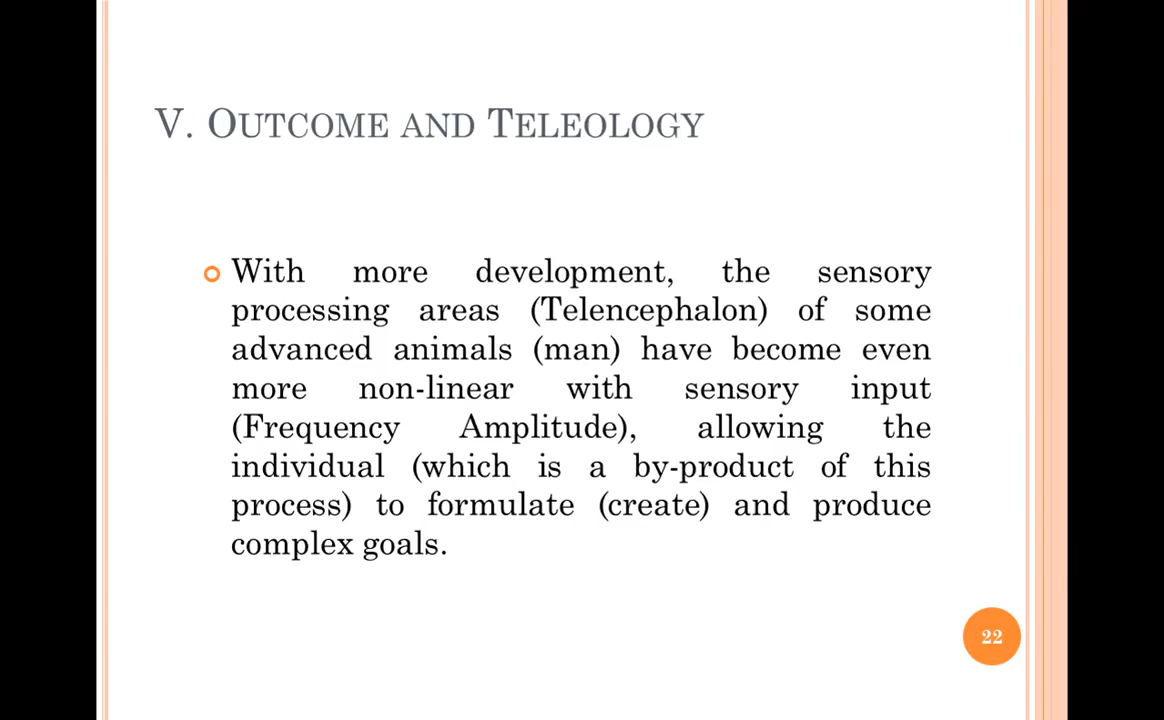 V. OUTCOME AND TELEOLOGY
With more development, the sensory
processing areas (Telencephalon) of some
advanced animals (man) have become even
more non-linear with sensory input
(Frequency Amplitude), allowing the
individual (which is a by-product of this
process) to formulate (create) and produce
complex goals.
22